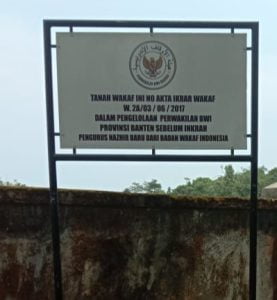 TANAH WAKAF INI NO AKTA IKRAR WAKAF
W. 2A/03 / 06 / 2017
DALAM PENGELOLAAN PERWAKILAN BWI
PROVINSI BANTEN SEBELUM INKRAH
PENGURUS NAZHIR BARU DARI BADAN WAKAF INDONESIA